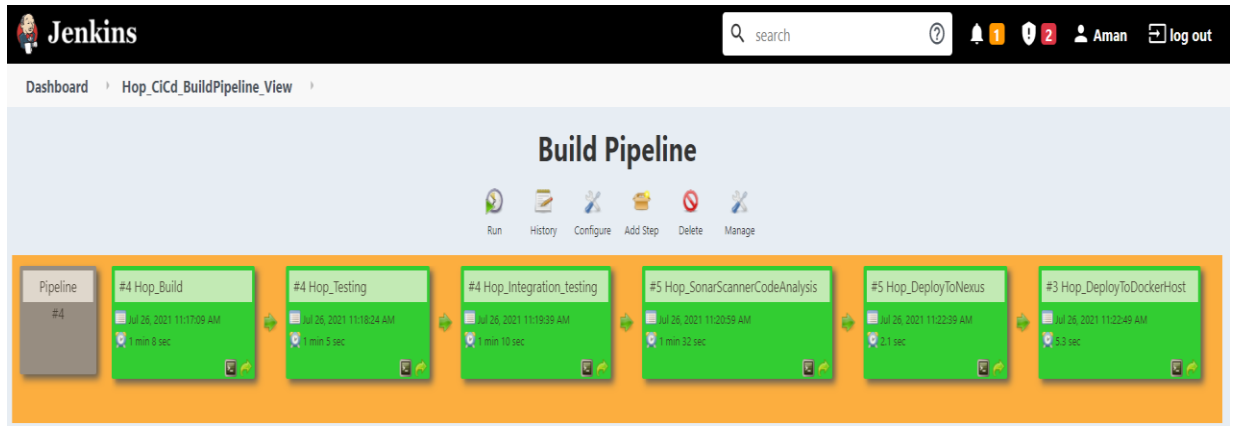 Jenkins
search
1
2
Aman
log out
Dashboard
Hop_CiCd_BuildPipeline_View
Build Pipeline
Run
History
Configure
Add Step
Delete
Manage
Pipeline
#4
#4 Hop_Build
Jul 26, 2021 11:17:09 AM
1 min 8 sec
#4 Hop_Testing
Jul 26, 2021 11:18:24 AM
1 min 5 sec
#4 Hop_Integration_testing
Jul 26, 2021 11:19:39 AM
1 min 10 sec
#5 Hop_SonarScannerCodeAnalysis
Jul 26, 2021 11:20:59 AM
1 min 32 sec
#5 Hop_DeployToNexus
Jul 26, 2021 11:22:39 AM
2.1 sec
#3 Hop_DeployToDockerHost
Jul 26, 2021 11:22:49 AM
5.3 sec